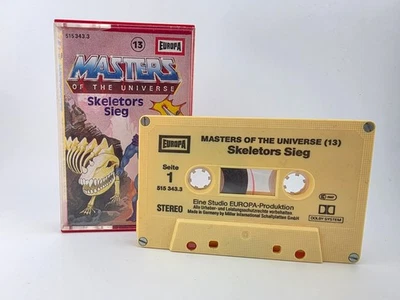 515 343.3
13
EUROPA
MASTERS
OF THE UNIVERSE
Skeletors
Sieg
EUROPA
MASTERS OF THE UNIVERSE (13)
Skeletors Sieg
Seite
1
515 343.3
STEREO
Eine Studio EUROPA-Produktion
Alle Urheber- und Leistungsschutzrechte vorbehalten
Made in Germany by Miller International Schallplatten GmbH
DOLBY SYSTEM